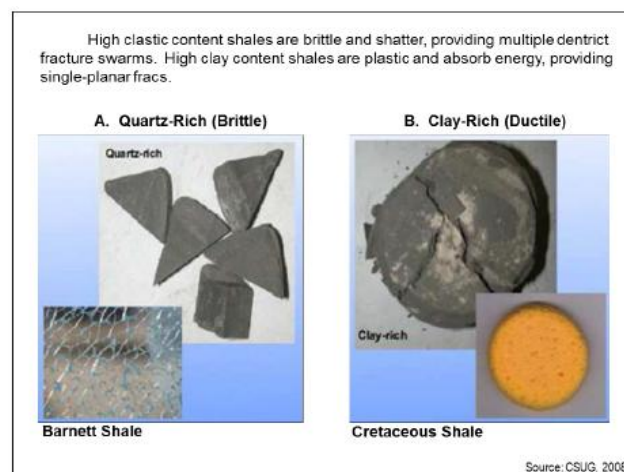 High clastic content shales are brittle and shatter, providing multiple dentrict
fracture swarms. High clay content shales are plastic and absorb energy, providing
single-planar fracs.
A. Quartz-Rich (Brittle)
B. Clay-Rich (Ductile)
Quartz-rich
Clay-rich
Barnett Shale
Cretaceous Shale
Source: CSUG, 2008